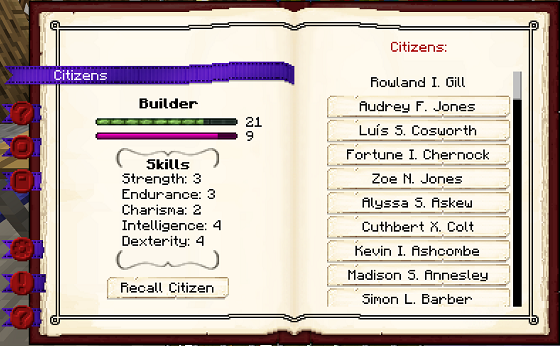 Citizens
Builder
21
9
Skills
Strength: 3
Endurance: 3
Charisma: 2
Intelligence: 4
Dexterity: 4
Recall Citizen
Citizens:
Rowland I. Gill
Audrey F. Jones
Luís S. Cosworth
Fortune I. Chernock
Zoe N. Jones
Alyssa S. Askew
Cuthbert X. Colt
Kevin I. Ashcombe
Madison S. Annesley
Simon L. Barber